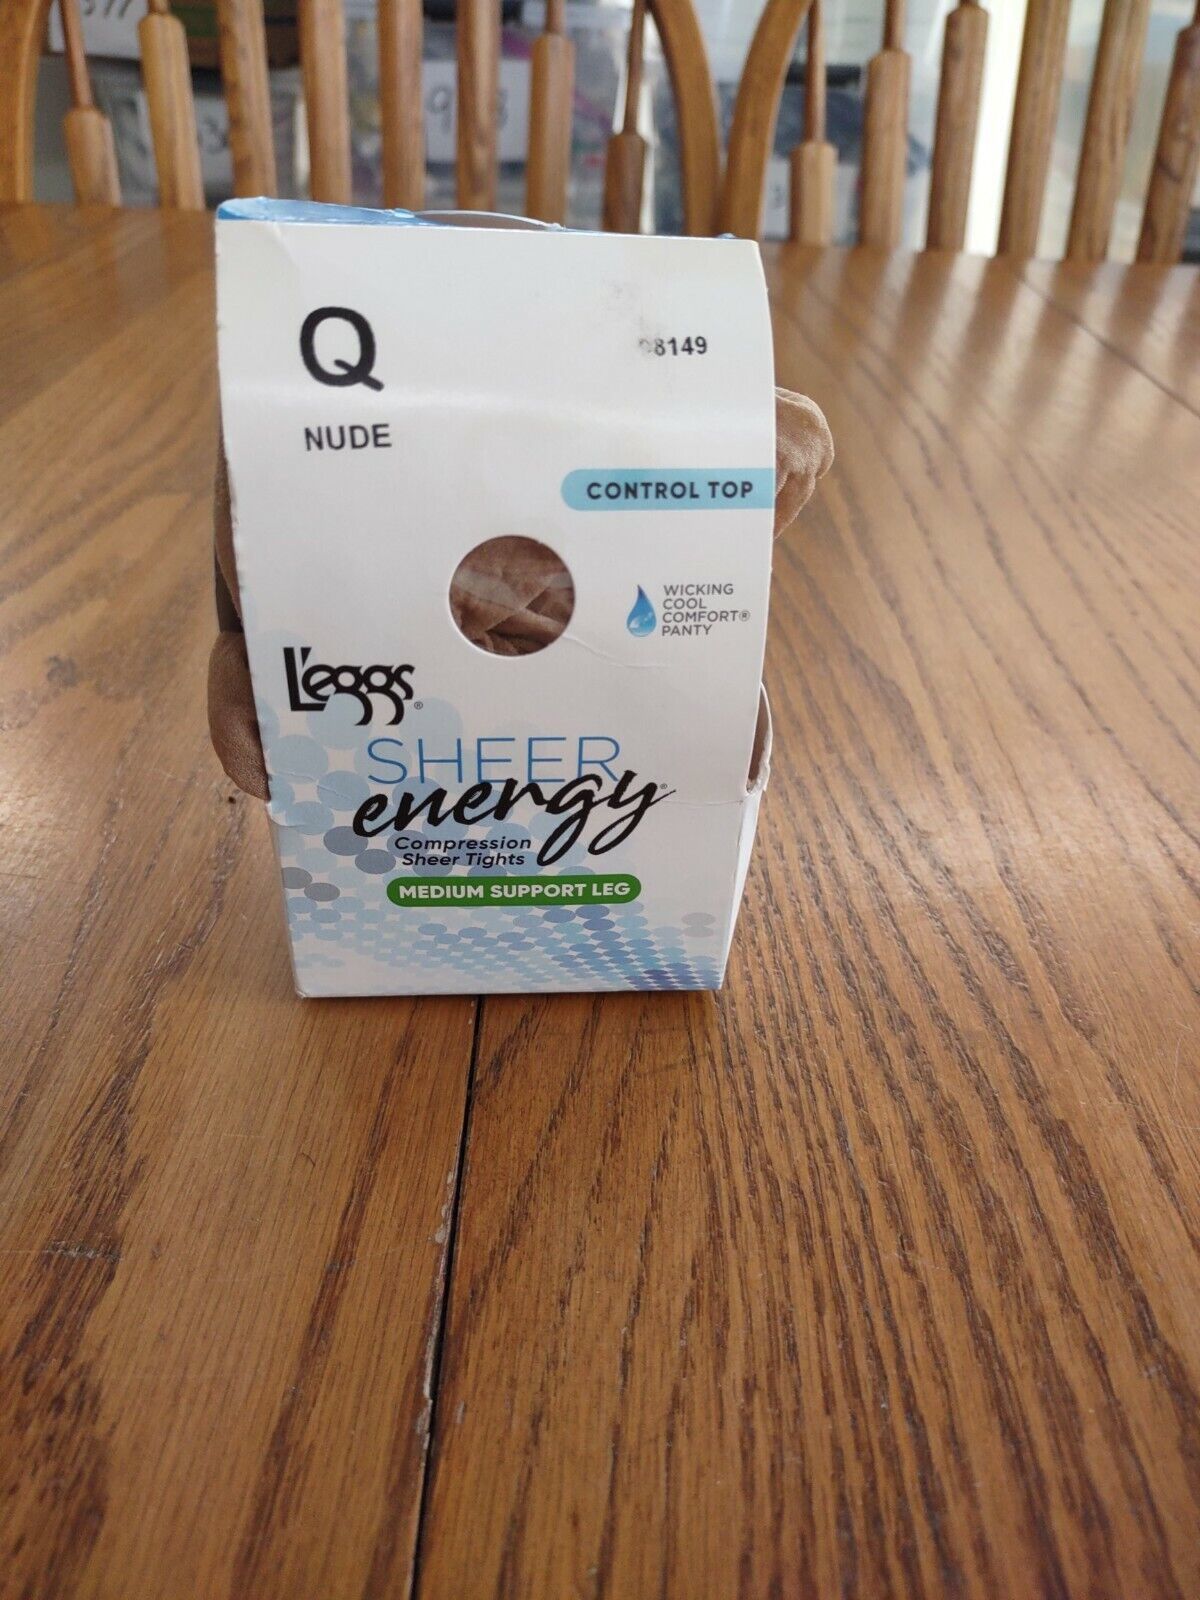 Q
8149
NUDE
CONTROL TOP
WICKING
COOL
COMFORT®
PANTY
L'eggs®
SHEER
energy®
Compression
Sheer Tights
MEDIUM SUPPORT LEG